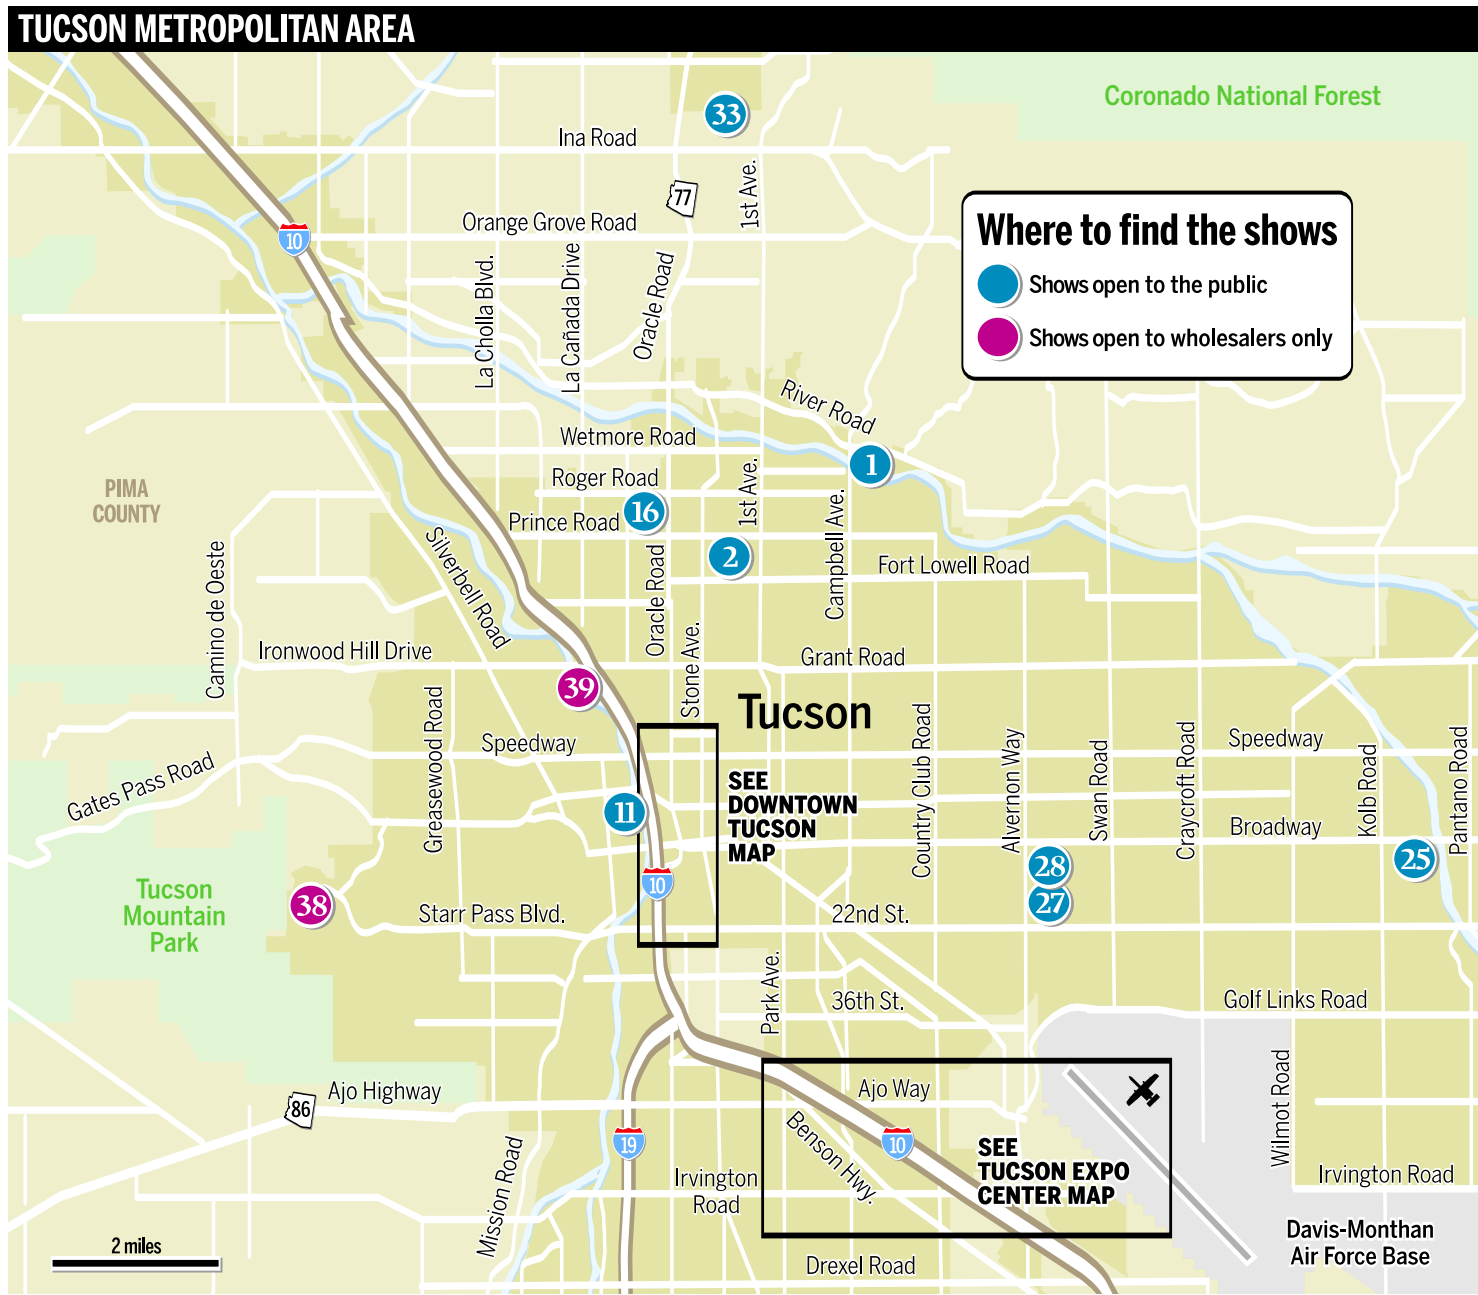 TUCSON METROPOLITAN AREA
Coronado National Forest
33
Ina Road
77
1st Ave.
Where to find the shows
Shows open to the public
Shows open to wholesalers only
Orange Grove Road
10
La Cholla Blvd.
La Cañada Drive
Oracle Road
River Road
Wetmore Road
1
Roger Road
PIMA
COUNTY
16
Prince Road
1st Ave.
Campbell Ave.
2
Fort Lowell Road
Silverbell Road
Camino de Oeste
Oracle Road
Ironwood Hill Drive
Stone Ave.
Grant Road
39
Greasewood Road
Tucson
Speedway
Country Club Road
Alvernon Way
Swan Road
Craycroft Road
Speedway
Kolb Road
Pantano Road
Gates Pass Road
SEE
DOWNTOWN
TUCSON
MAP
11
Broadway
28
25
10
27
Tucson
Mountain
Park
38
Starr Pass Blvd.
22nd St.
Park Ave.
36th St.
Golf Links Road
Ajo Highway
86
Ajo Way
Wilmot Road
19
Benson Hwy.
10
SEE
TUCSON EXPO
CENTER MAP
Mission Road
Irvington
Road
Irvington Road
2 miles
Davis-Monthan
Air Force Base
Drexel Road